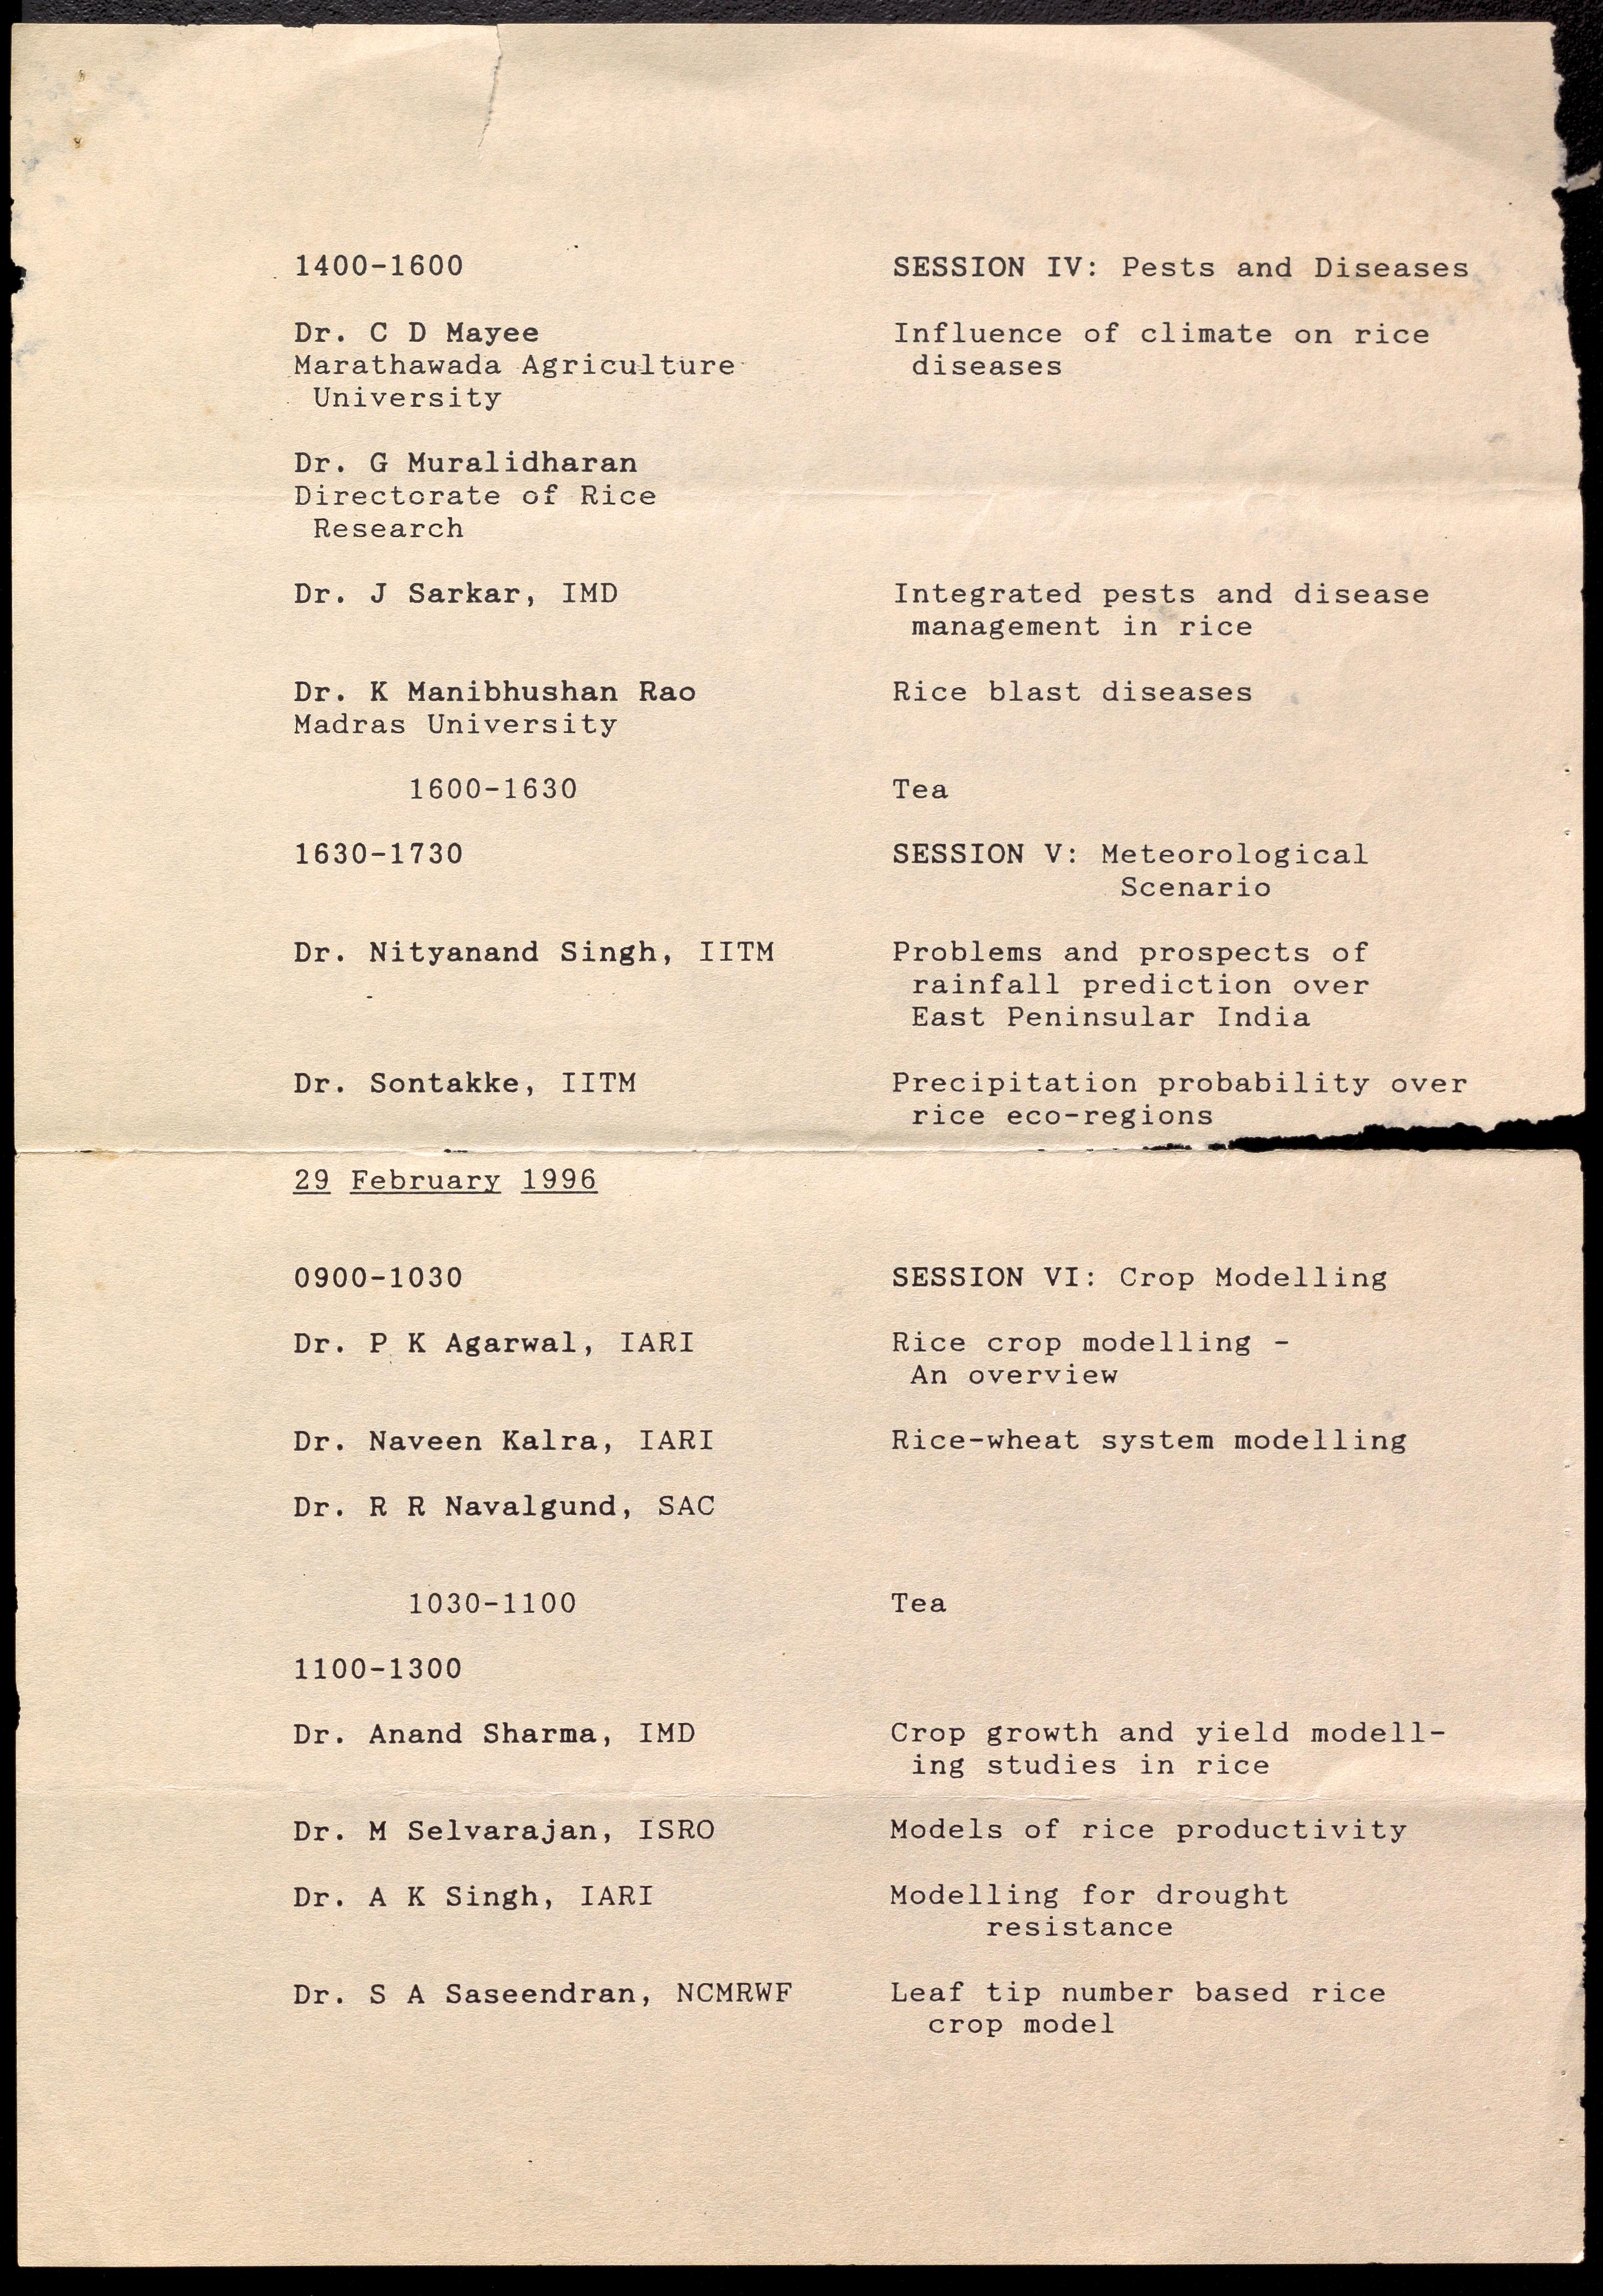 1400-1600 SESSION IV: Pests and Diseases
Dr. C D Mayee Influence of climate on rice
Marathawada Agriculture diseases
University
Dr. G Muralidharan
Directorate of Rice
Research
Dr. J Sarkar, IMD Integrated pests and disease
management in rice
Dr. K Manibhushan Rao Rice blast diseases
Madras University
1600-1630 Tea
1630-1730 SESSION V: Meteorological
Scenario
Dr. Nityanand Singh, IITM Problems and prospects of
rainfall prediction over
East Peninsular India
Dr. Sontakke, IITM Precipitation probability over
rice eco-regions
29 February 1996
0900-1030 SESSION VI: Crop Modelling
Dr. P K Agarwal, IARI Rice crop modelling -
An overview
Dr. Naveen Kalra, IARI Rice-wheat system modelling
Dr. R R Navalgund, SAC
1030-1100 Tea
1100-1300
Dr. Anand Sharma, IMD Crop growth and yield modell-
ing studies in rice
Dr. M Selvarajan, ISRO Models of rice productivity
Dr. A K Singh, IARI Modelling for drought
resistance
Dr. S A Saseendran, NCMRWF Leaf tip number based rice
crop model